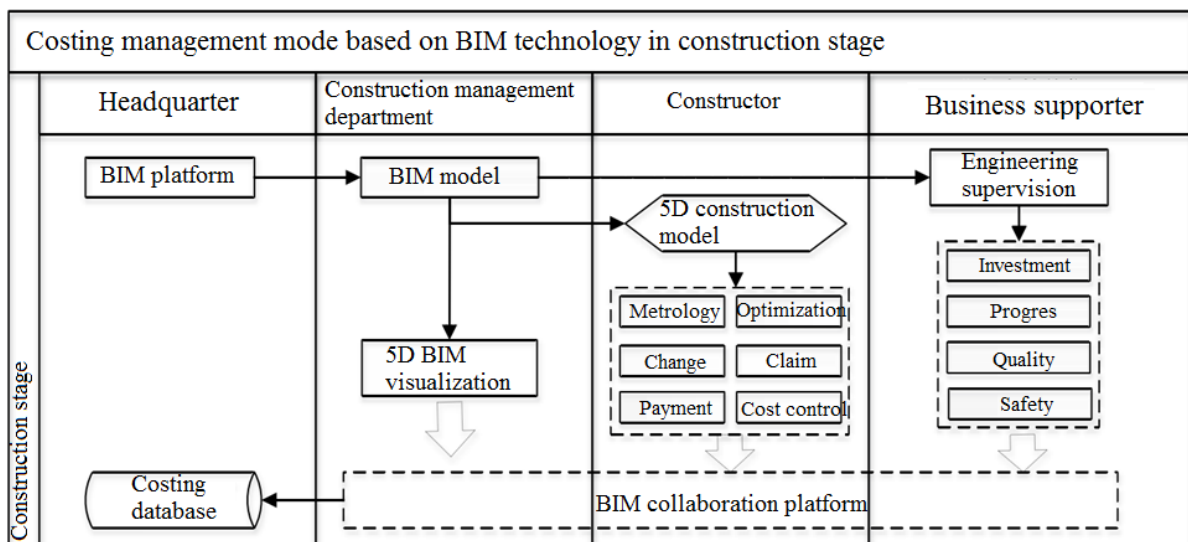 Costing management mode based on BIM technology in construction stage
Headquarter
Construction management
department
Constructor
Business supporter
Construction stage
BIM platform
BIM model
Engineering
supervision
5D construction
model
Investment
Metrology
Optimization
Progres
Change
Claim
Quality
5D BIM
visualization
Payment
Cost control
Safety
Costing
database
BIM collaboration platform